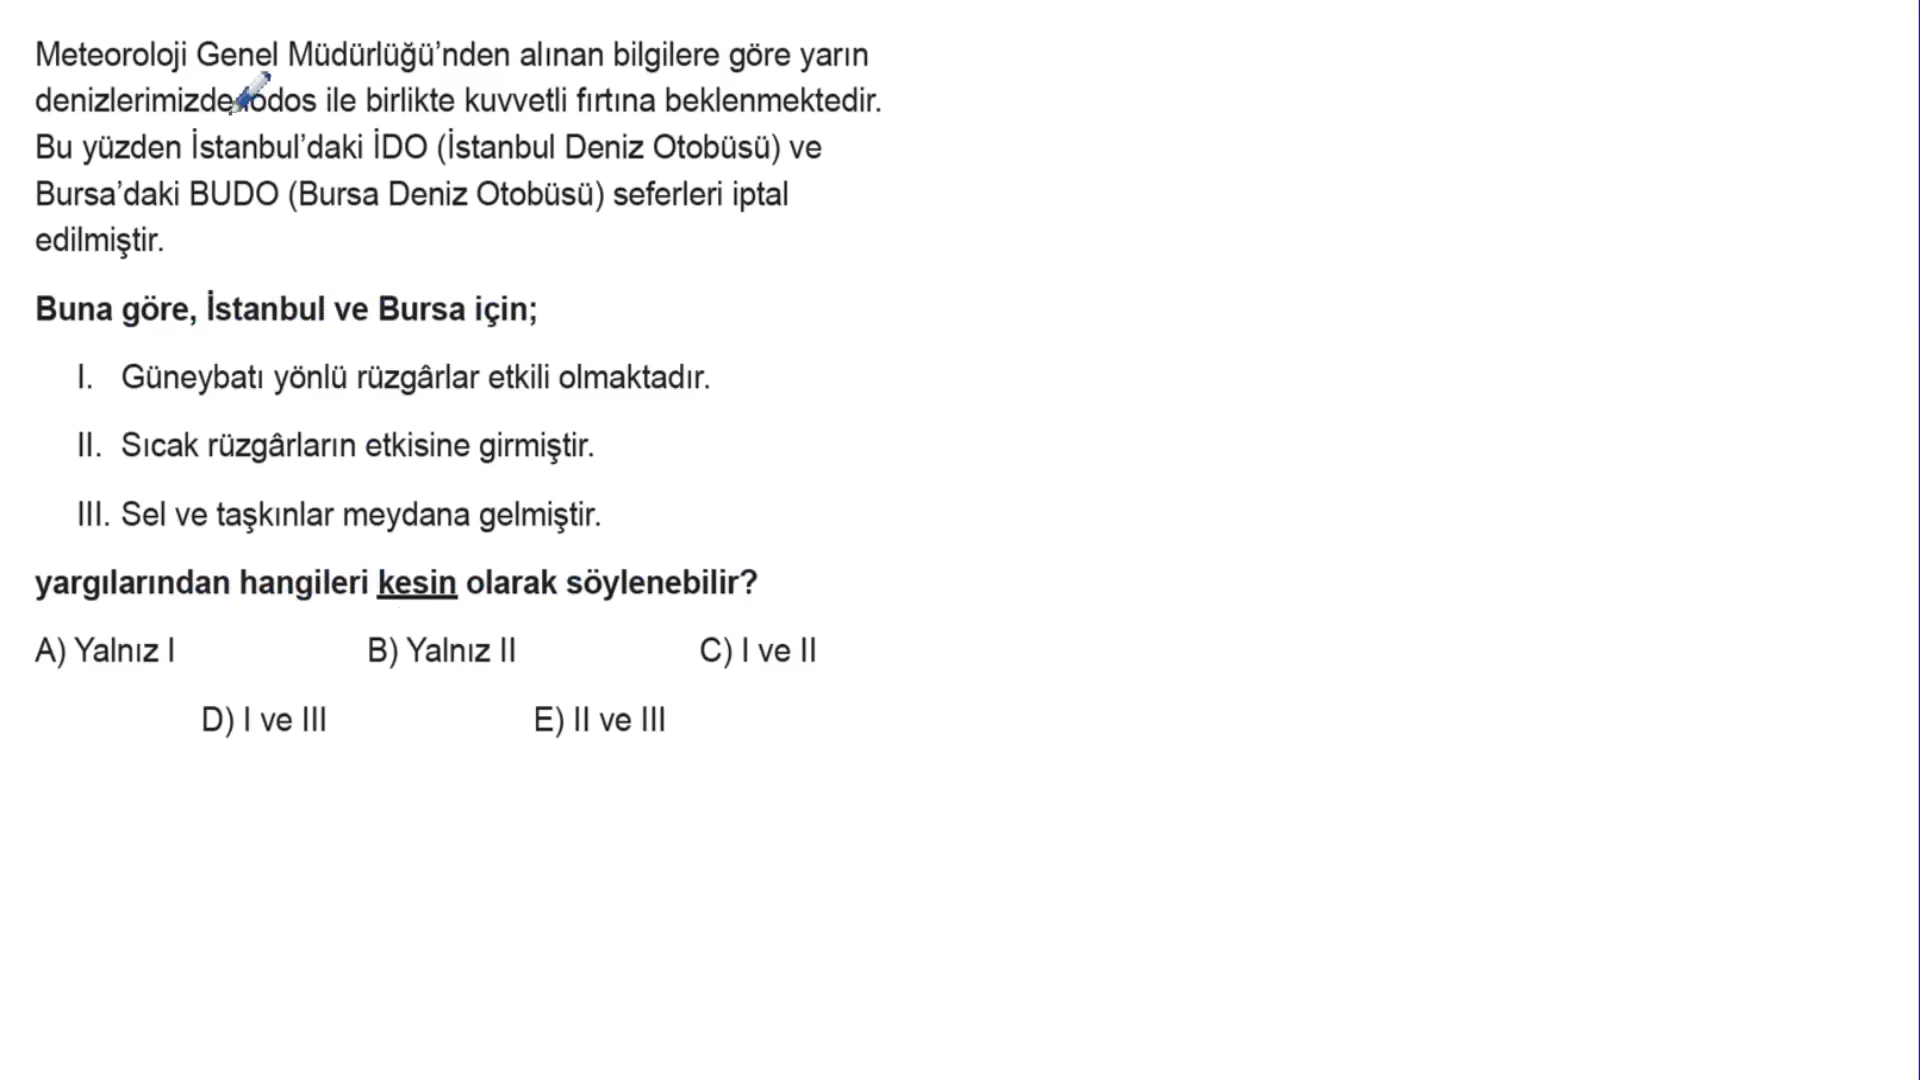 Meteoroloji Genel Müdürlüğü’nden alınan bilgilere göre yarın
denizlerimizde lodos ile birlikte kuvvetli fırtına beklenmektedir.
Bu yüzden İstanbul’daki İDO (İstanbul Deniz Otobüsü) ve
Bursa’daki BUDO (Bursa Deniz Otobüsü) seferleri iptal
edilmiştir.
Buna göre, İstanbul ve Bursa için;
I. Güneybatı yönlü rüzgârlar etkili olmaktadır.
II. Sıcak rüzgârların etkisine girmiştir.
III. Sel ve taşkınlar meydana gelmiştir.
yargılarından hangileri kesin olarak söylenebilir?
A) Yalnız I B) Yalnız II C) I ve II
D) I ve III E) II ve III